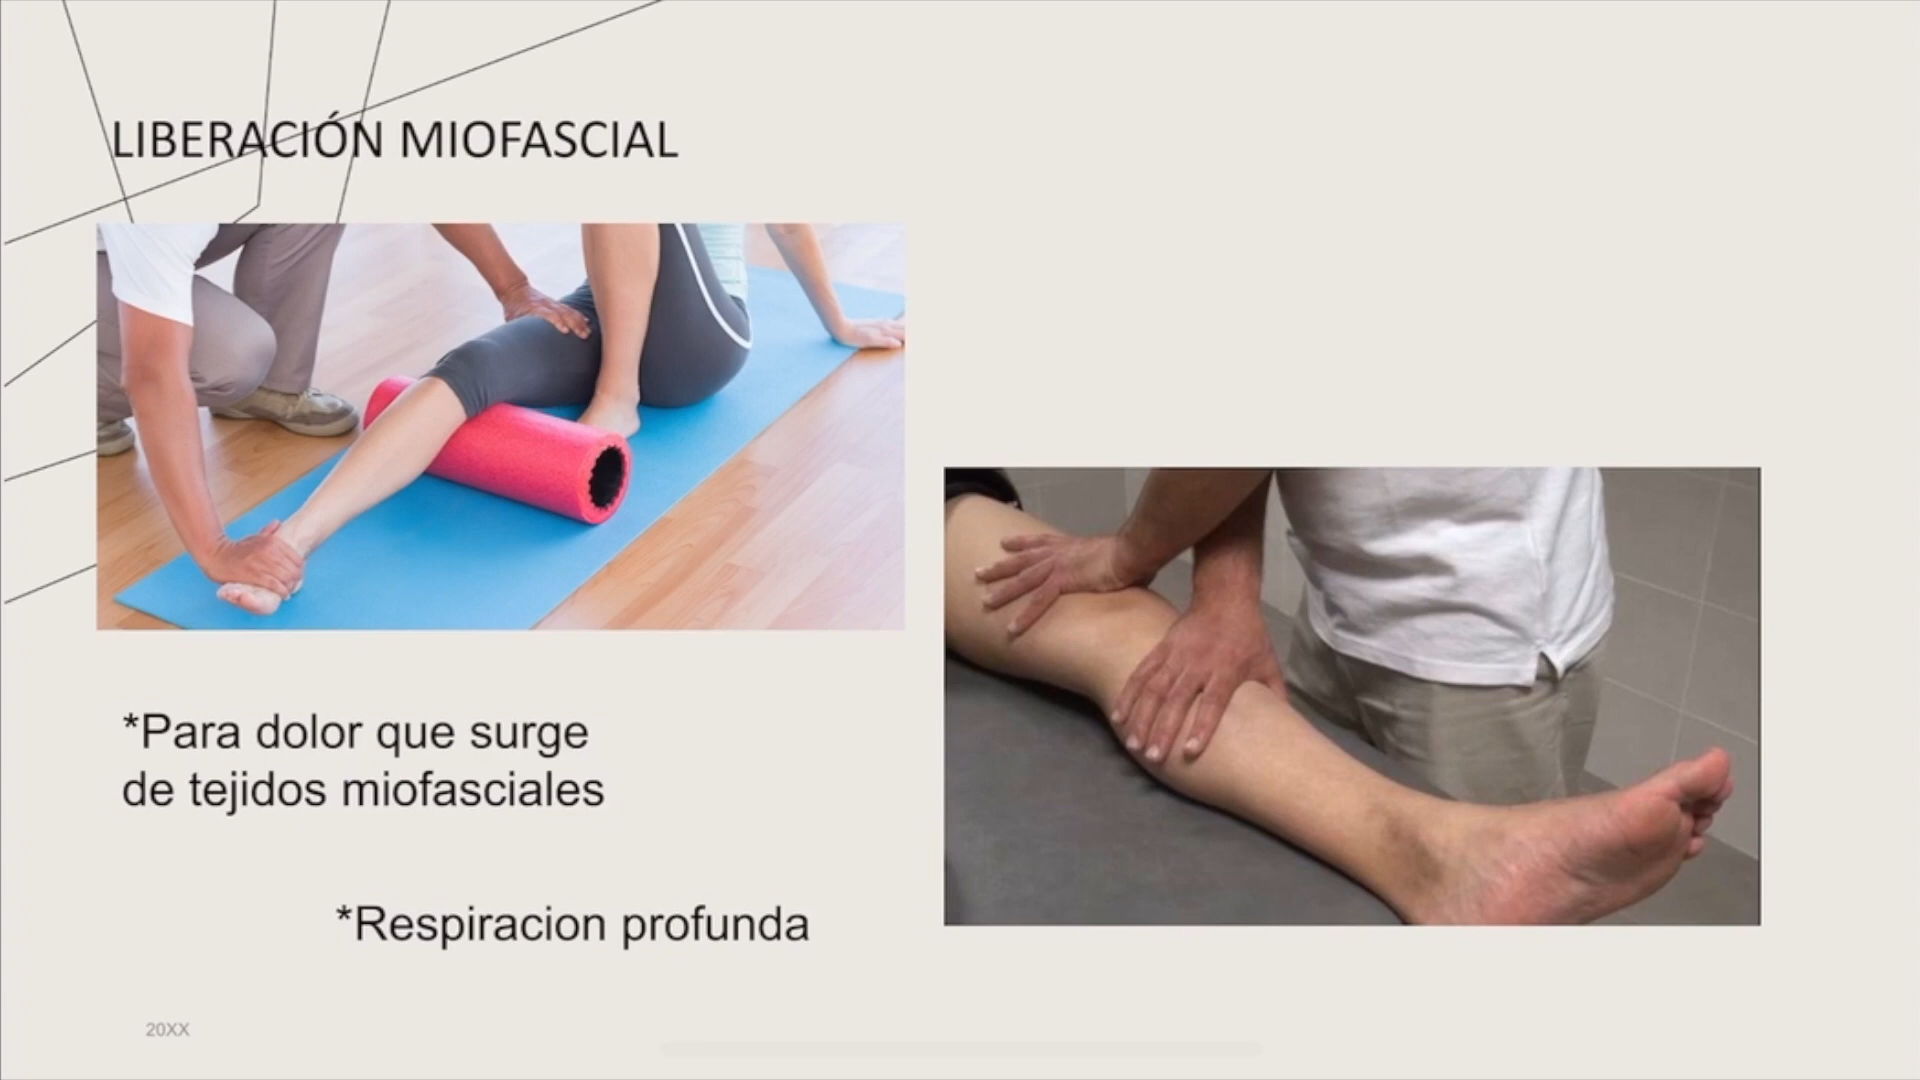 LIBERACIÓN MIOFASCIAL
*Para dolor que surge
de tejidos miofasciales
*Respiracion profunda
20XX